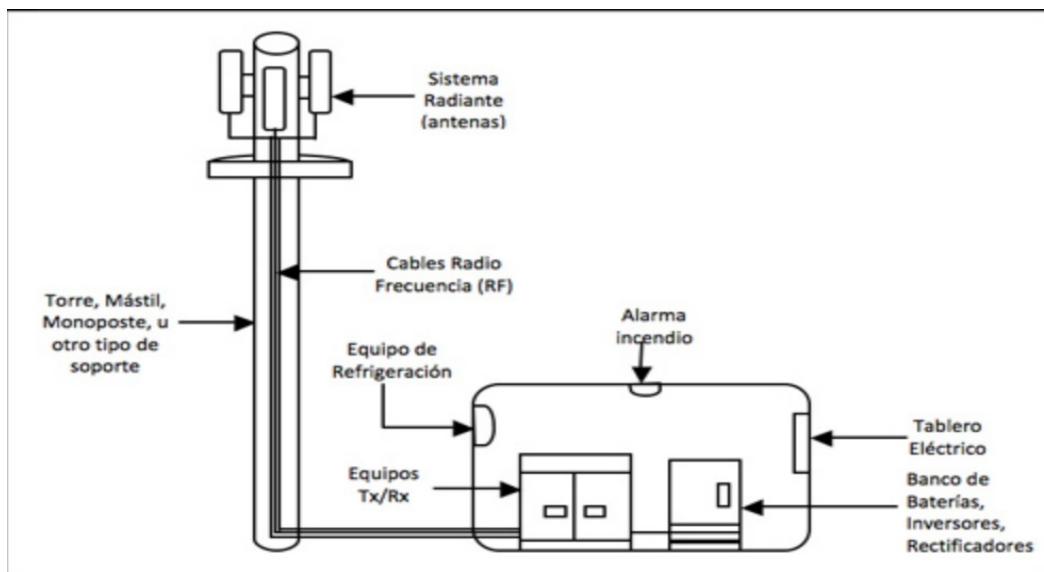 Sistema
Radiante
(antenas)
Cables Radio
Frecuencia (RF)
Torre, Mástil,
Monoposte, u
otro tipo de
soporte
Alarma
incendio
Equipo de
Refrigeración
Tablero
Eléctrico
Equipos
Tx/Rx
Banco de
Baterías,
Inversores,
Rectificadores